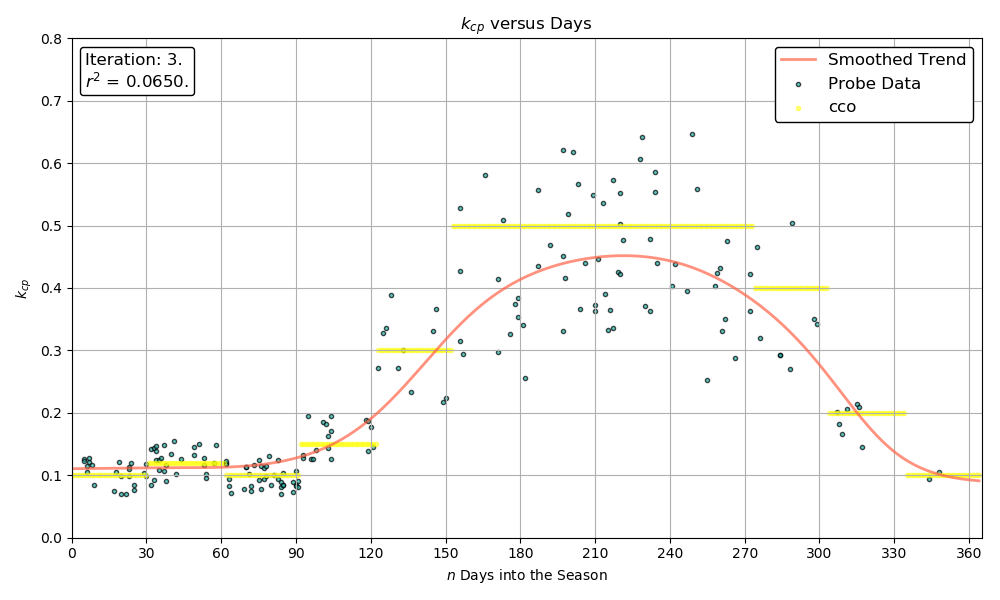 k_cp versus Days
Iteration: 3.
r² = 0.0650.
Smoothed Trend
Probe Data
cco
0.8
0.7
0.6
0.5
0.4
0.3
0.2
0.1
0.0
k_cp
0 30 60 90 120 150 180 210 240 270 300 330 360
n Days into the Season